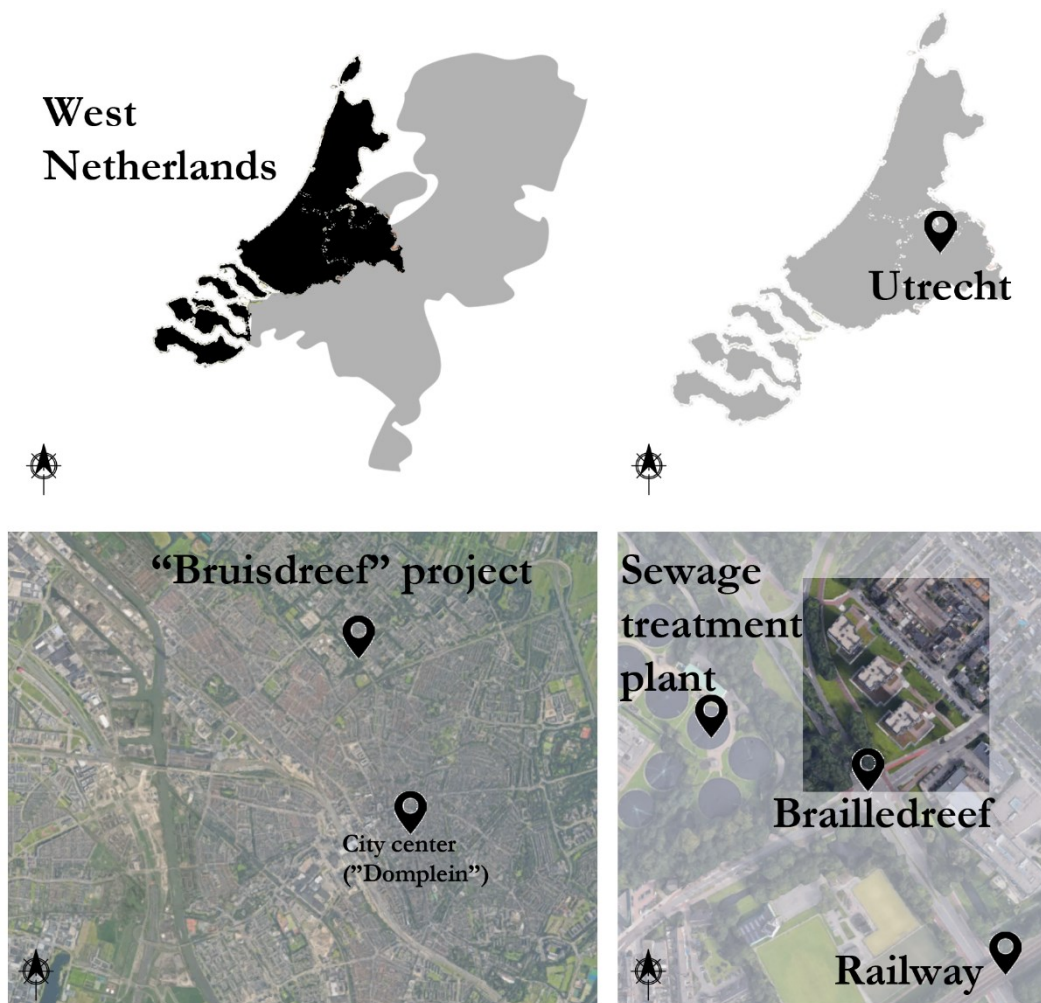 West
Netherlands
Utrecht
“Bruisdreef” project
City center
(”Domplein”)
Sewage
treatment
plant
Brailledreef
Railway